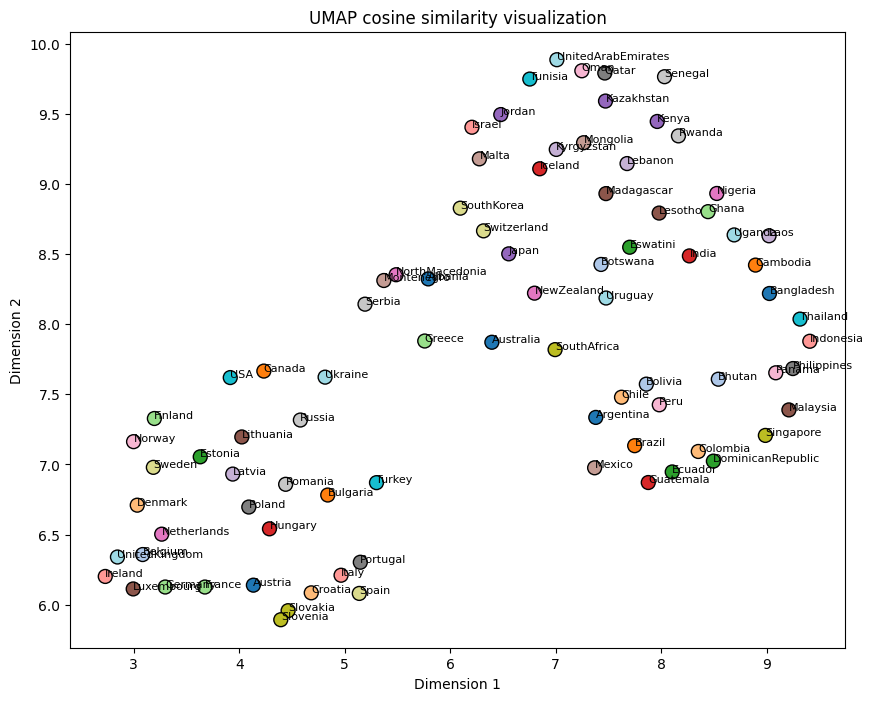 UMAP cosine similarity visualization
10.0
9.5
9.0
8.5
8.0
7.5
7.0
6.5
6.0
Dimension 2
UnitedArabEmirates
Oman
Qatar
Tunisia
Senegal
Kazakhstan
Jordan
Kenya
Israel
Rwanda
Mongolia
Kyrgyzstan
Malta
Lebanon
Iceland
Madagascar
Nigeria
SouthKorea
Lesotho
Ghana
Switzerland
Uganda
Laos
Eswatini
Japan
India
Botswana
Cambodia
NorthMacedonia
Montenegro
Albania
NewZealand
Uruguay
Bangladesh
Serbia
Thailand
Greece
Australia
Indonesia
SouthAfrica
Philippines
Panama
USA
Canada
Ukraine
Bolivia
Bhutan
Chile
Peru
Malaysia
Finland
Russia
Argentina
Norway
Lithuania
Singapore
Estonia
Brazil
Colombia
DominicanRepublic
Sweden
Latvia
Mexico
Ecuador
Romania
Turkey
Guatemala
Bulgaria
Denmark
Poland
Netherlands
Hungary
Belgium
UnitedKingdom
Portugal
Ireland
Italy
Luxembourg
Germany
France
Austria
Croatia
Spain
Slovakia
Slovenia
3 4 5 6 7 8 9
Dimension 1